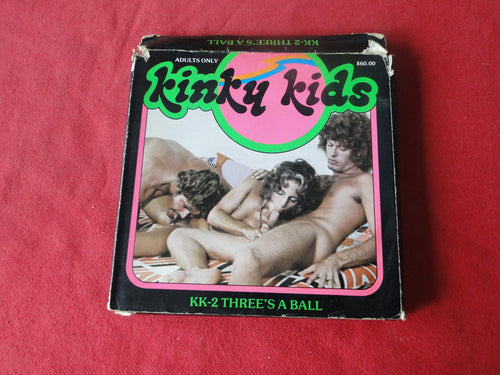 KK-2 THREE'S A BALL
ADULTS ONLY
$60.00
kinky kids
KK-2 THREE'S A BALL